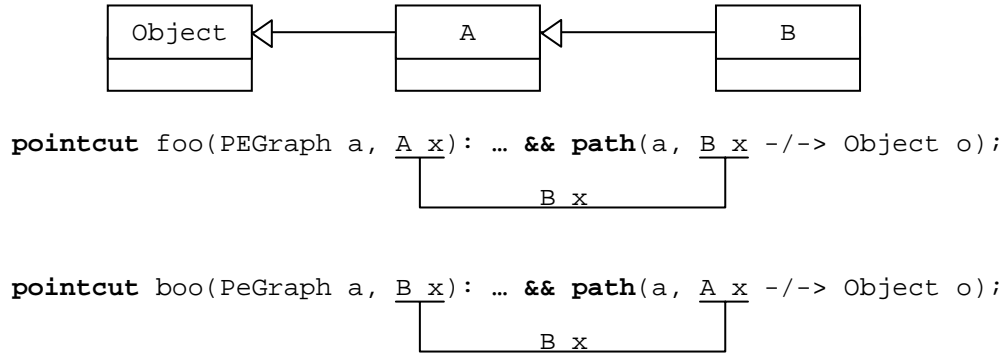 Object A B
pointcut foo(PEGraph a, A x): … && path(a, B x -/-> Object o);
B x
pointcut boo(PeGraph a, B x): … && path(a, A x -/-> Object o);
B x